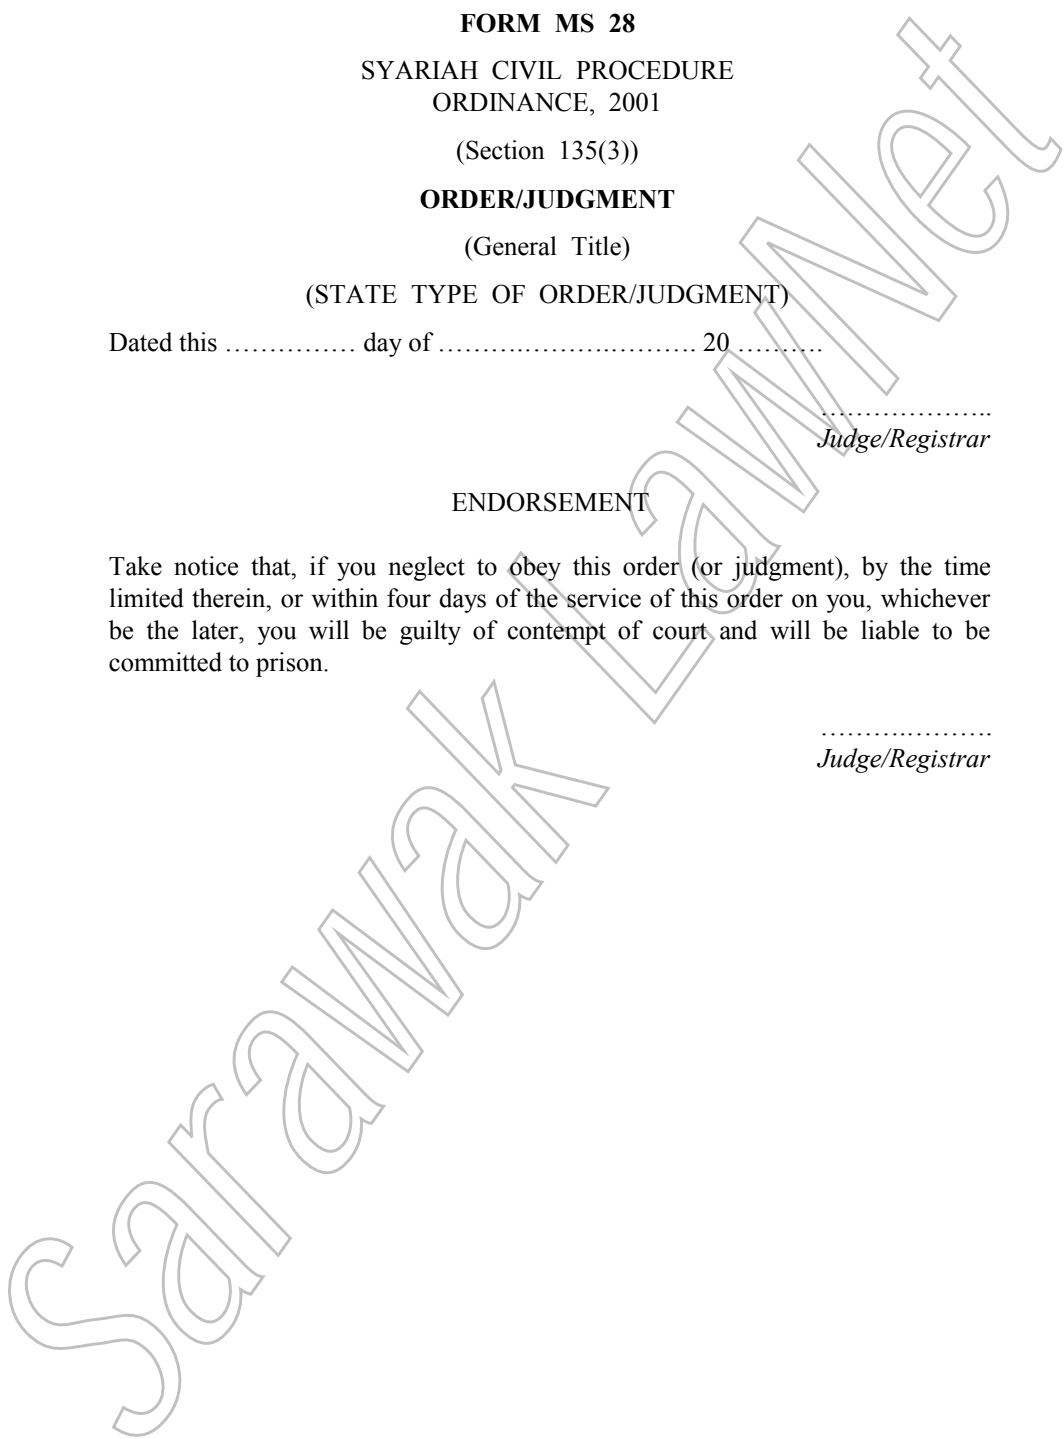 FORM MS 28
SYARIAH CIVIL PROCEDURE
ORDINANCE, 2001
(Section 135(3))
ORDER/JUDGMENT
(General Title)
(STATE TYPE OF ORDER/JUDGMENT)
Dated this …………… day of ……….……….………. 20 ……….
………………..
Judge/Registrar
ENDORSEMENT
Take notice that, if you neglect to obey this order (or judgment), by the time
limited therein, or within four days of the service of this order on you, whichever
be the later, you will be guilty of contempt of court and will be liable to be
committed to prison.
……….……….
Judge/Registrar
Sarawak LawNet